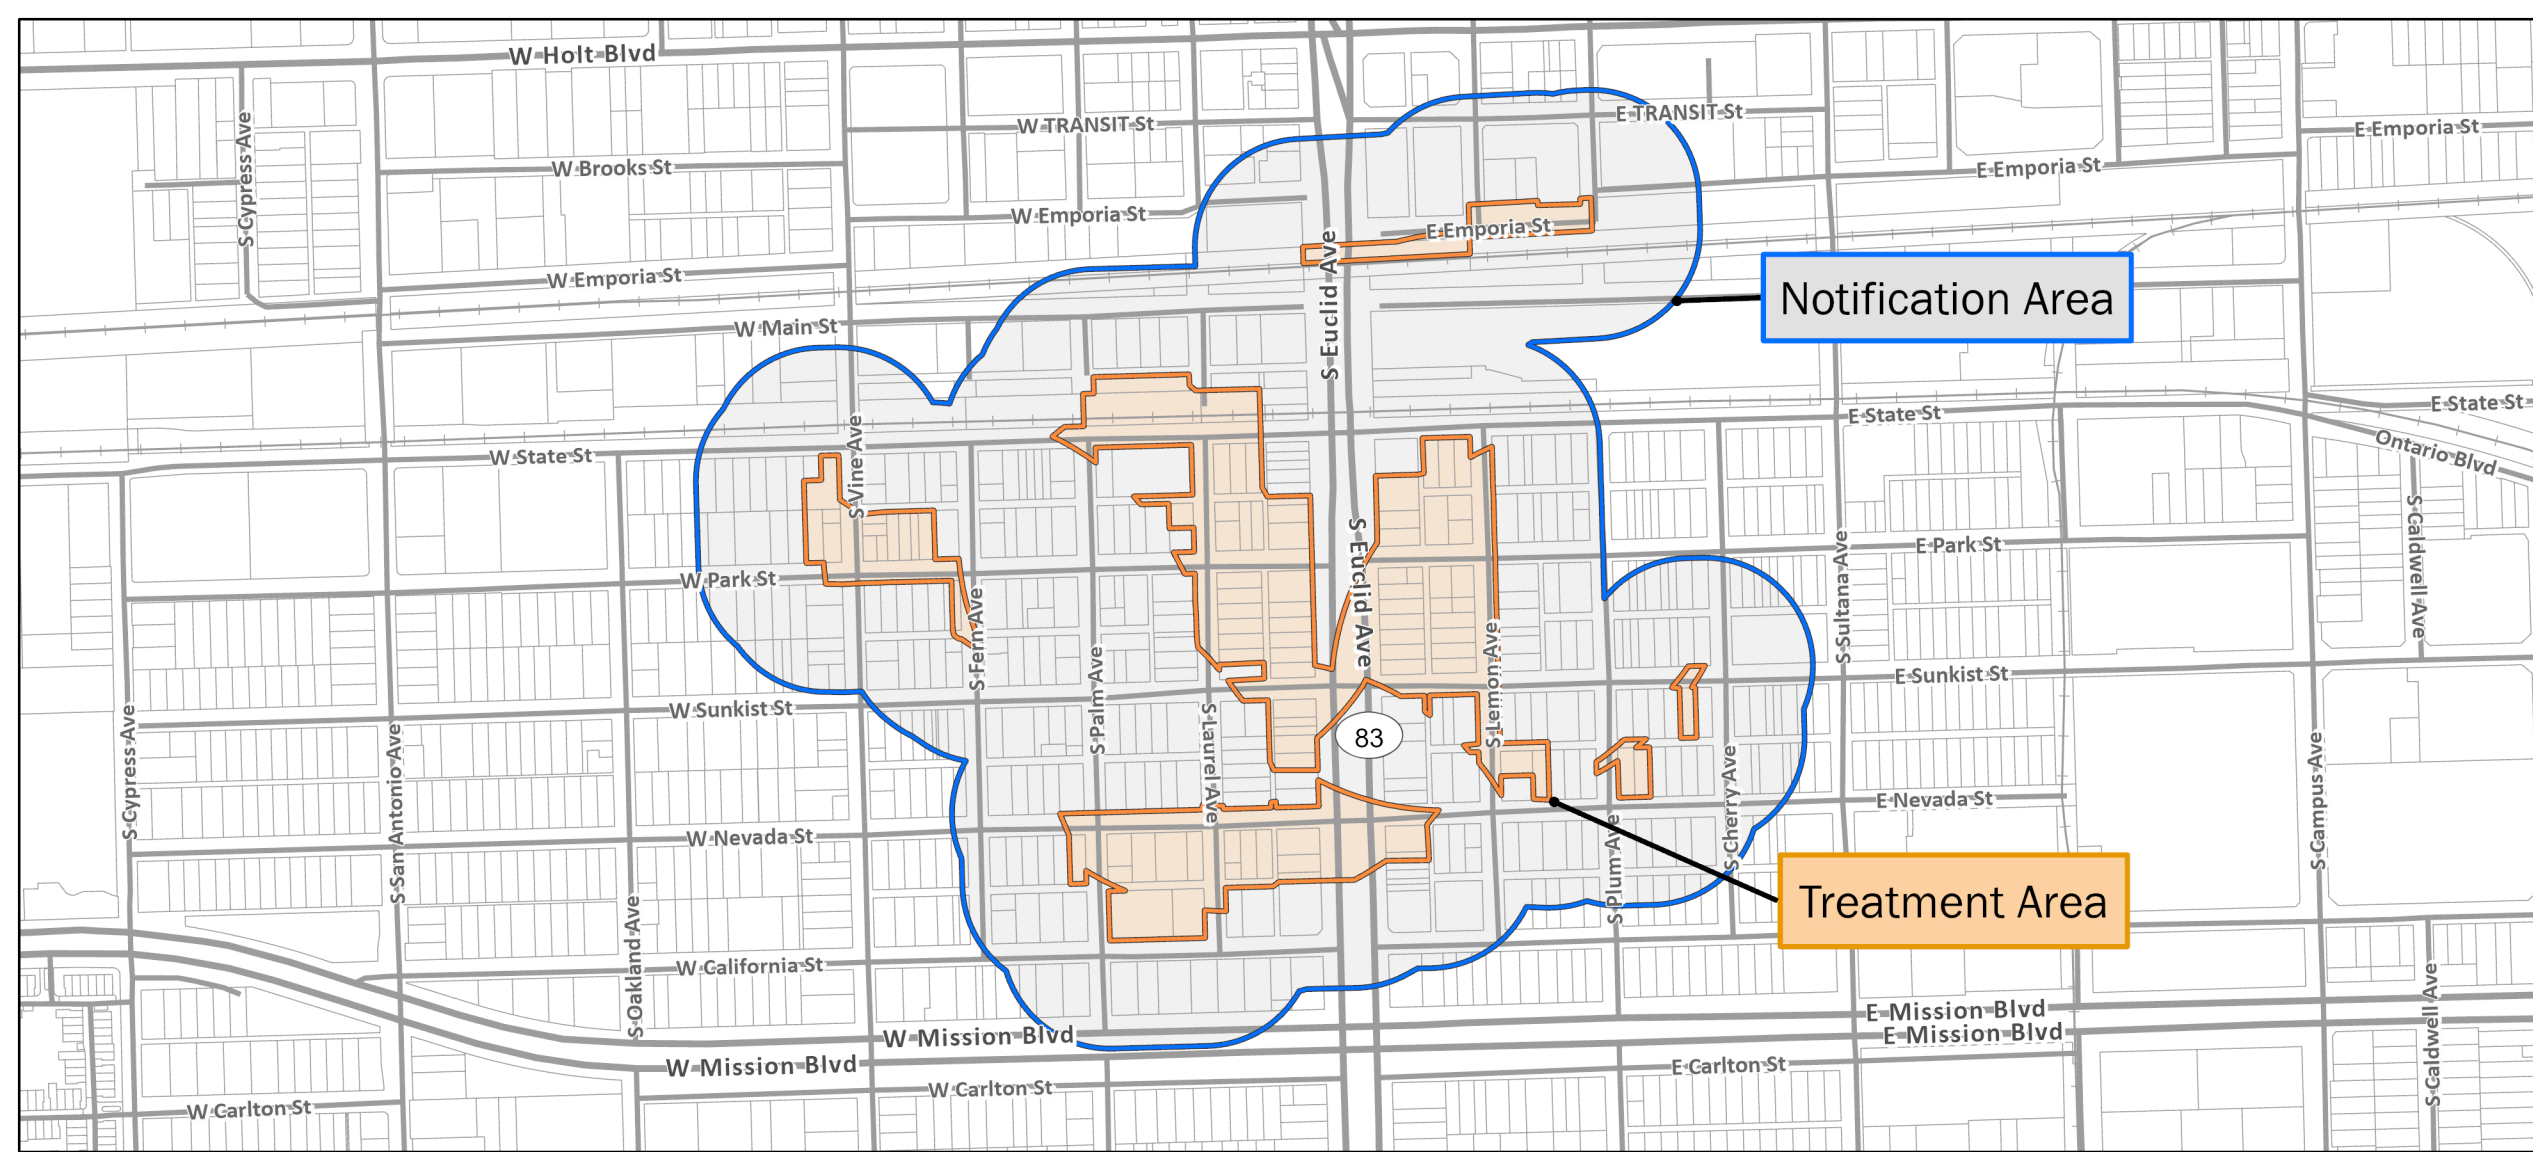 W Holt Blvd
W TRANSIT St
E TRANSIT St
E Emporia St
S Cypress Ave
W Brooks St
E Emporia St
W Emporia St
E Emporia St
W Emporia St
S Euclid Ave
Notification Area
W Main St
E State St
E State St
Ontario Blvd
W State St
S Vine Ave
S Caldwell Ave
E Park St
S Euclid Ave
S Sultana Ave
W Park St
S Fern Ave
S Lemon Ave
E Sunkist St
S Palm Ave
W Sunkist St
S Laurel Ave
83
S Cypress Ave
S San Antonio Ave
S Cherry Ave
S Campus Ave
E Nevada St
W Nevada St
S Plum Ave
Treatment Area
S Oakland Ave
W California St
S Caldwell Ave
E Mission Blvd
W Mission Blvd
E Mission Blvd
W Mission Blvd
E Carlton St
W Carlton St
W Carlton St